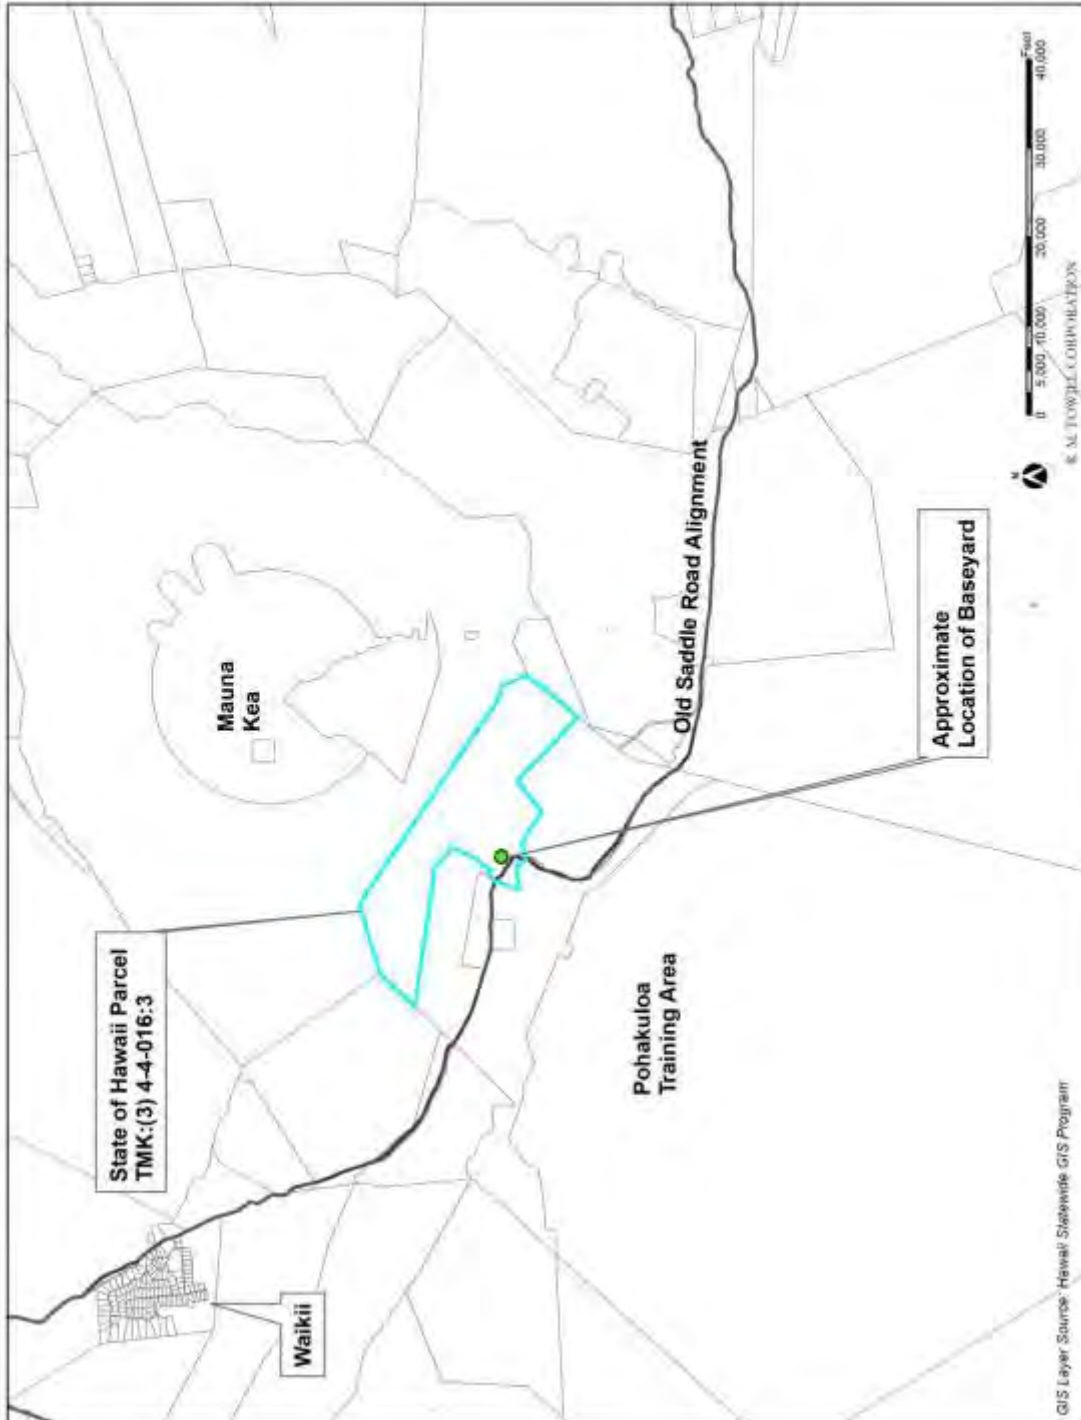 Waikii
State of Hawaii Parcel
TMK:(3) 4-4-016:3
Mauna
Kea
Pohakuloa
Training Area
Old Saddle Road Alignment
Approximate
Location of Baseyard
N
Feet
0 5,000 10,000 20,000 30,000 40,000
R. M. TOWILL CORPORATION
GIS Layer Source: Hawaii Statewide GIS Program